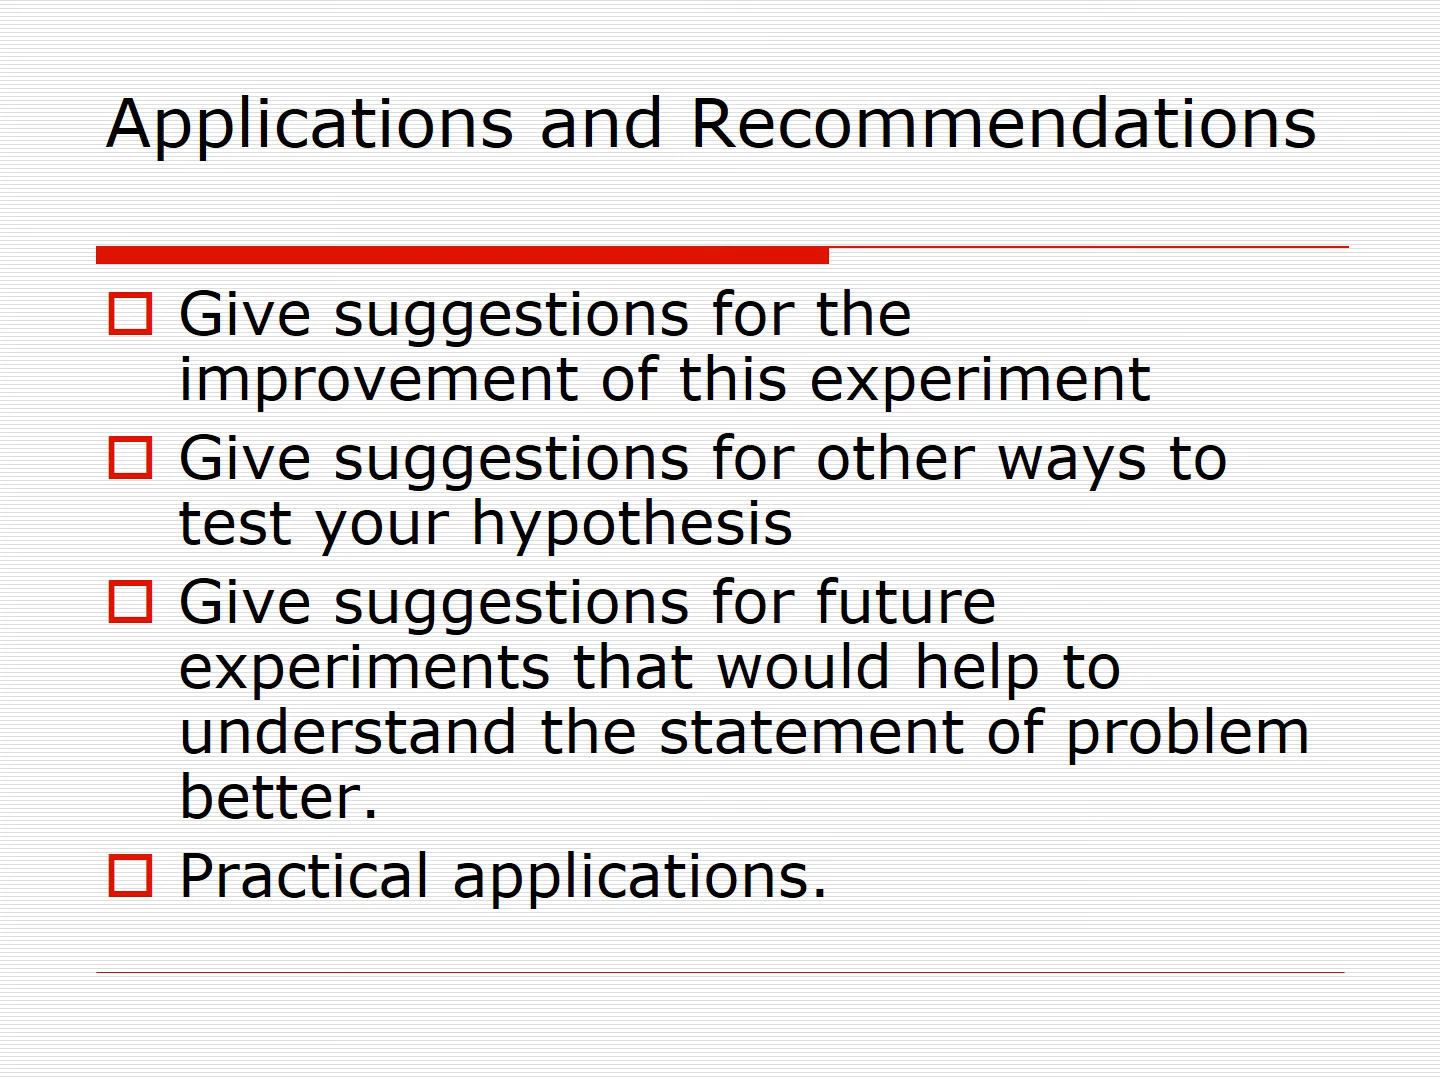 Applications and Recommendations
Give suggestions for the
improvement of this experiment
Give suggestions for other ways to
test your hypothesis
Give suggestions for future
experiments that would help to
understand the statement of problem
better.
Practical applications.